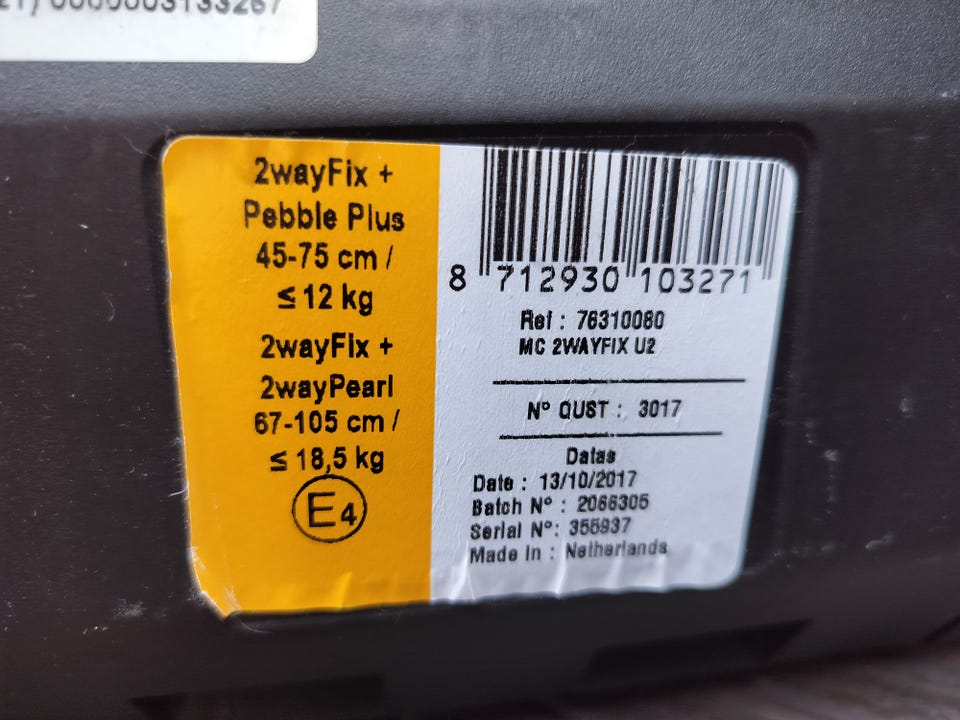 21) 0000003133267
2wayFix +
Pebble Plus
45-75 cm /
≤ 12 kg
2wayFix +
2wayPearl
67-105 cm /
≤ 18,5 kg
E4
8 712930 103271
Ref : 76310080
MC 2WAYFIX U2
N° QUST : 3017
Datas
Date : 13/10/2017
Batch N° : 2066305
Serial N°: 355937
Made In : Netherlands